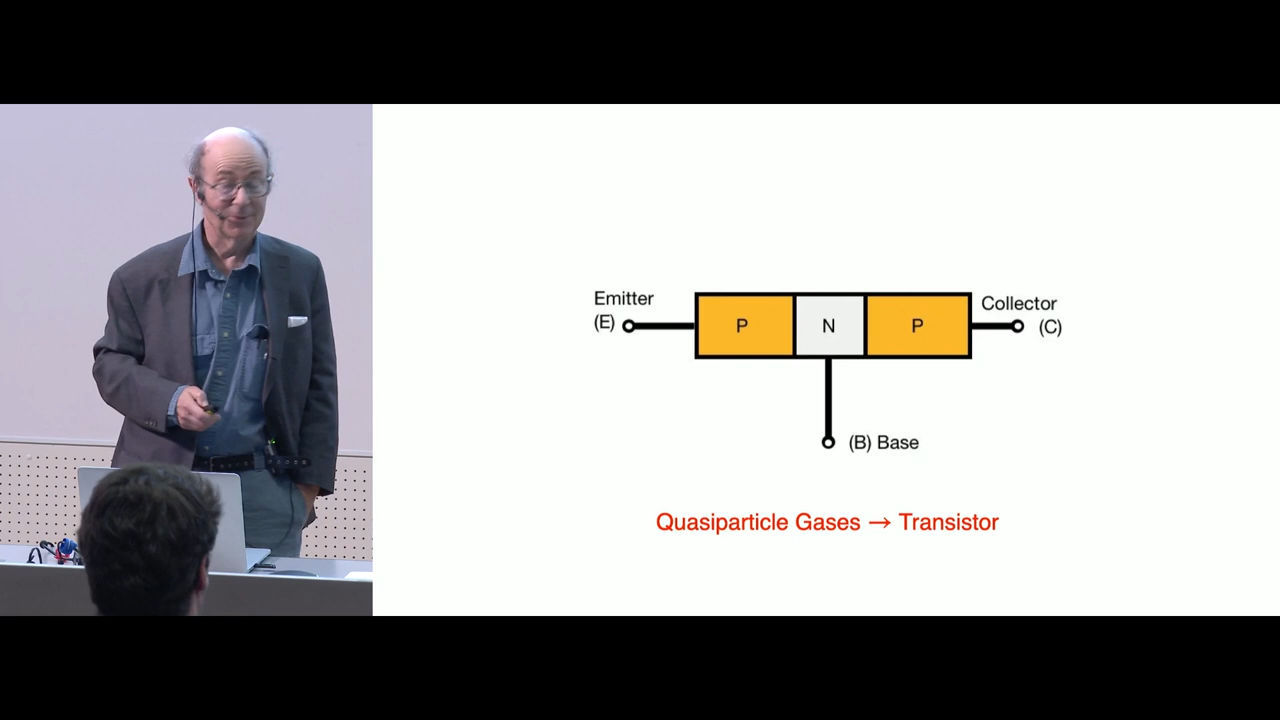 Emitter
(E)
P
N
P
Collector
(C)
(B) Base
Quasiparticle Gases → Transistor